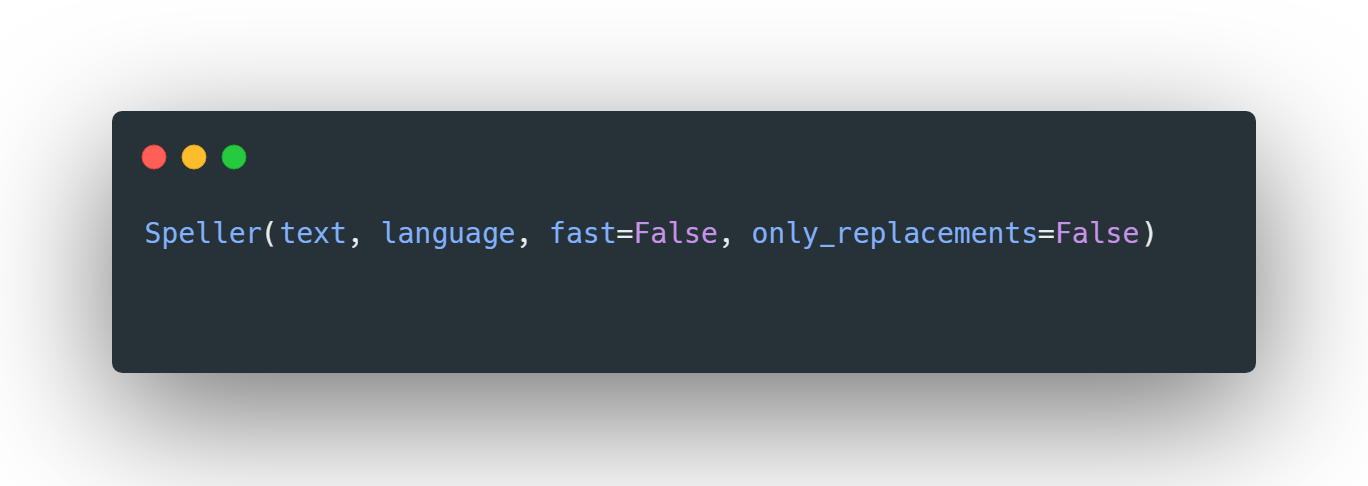 Speller(text, language, fast=False, only_replacements=False)